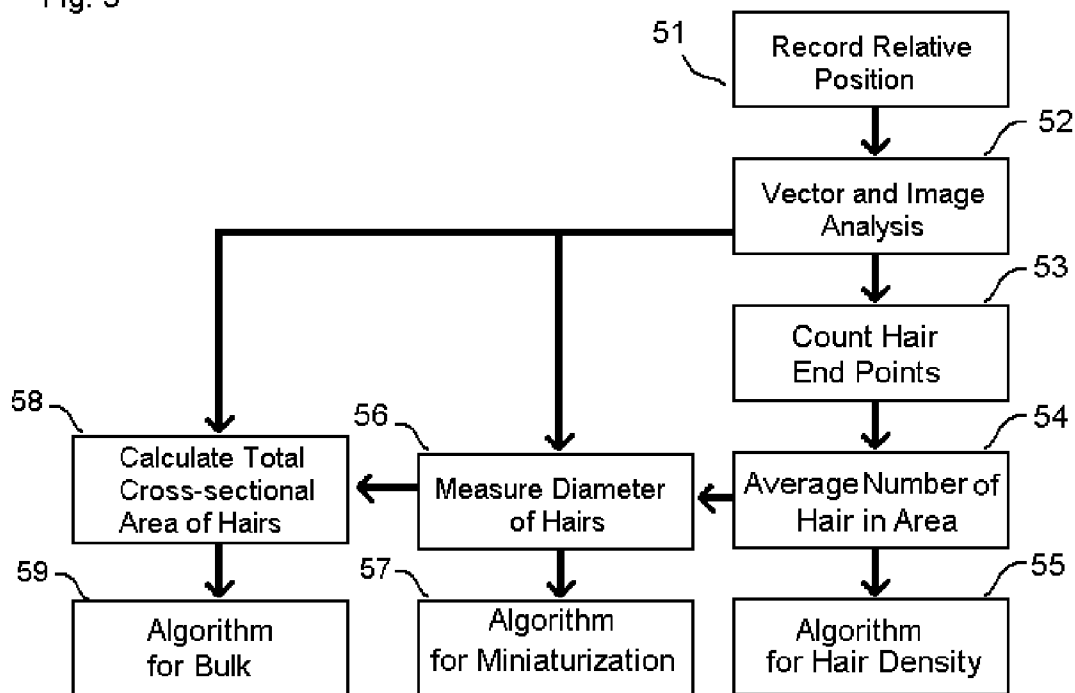 51
Record Relative
Position
52
Vector and Image
Analysis
53
Count Hair
End Points
58
56
54
Calculate Total
Cross-sectional
Area of Hairs
Measure Diameter
of Hairs
Average Number of
Hair in Area
59
57
55
Algorithm
for Bulk
Algorithm
for Miniaturization
Algorithm
for Hair Density